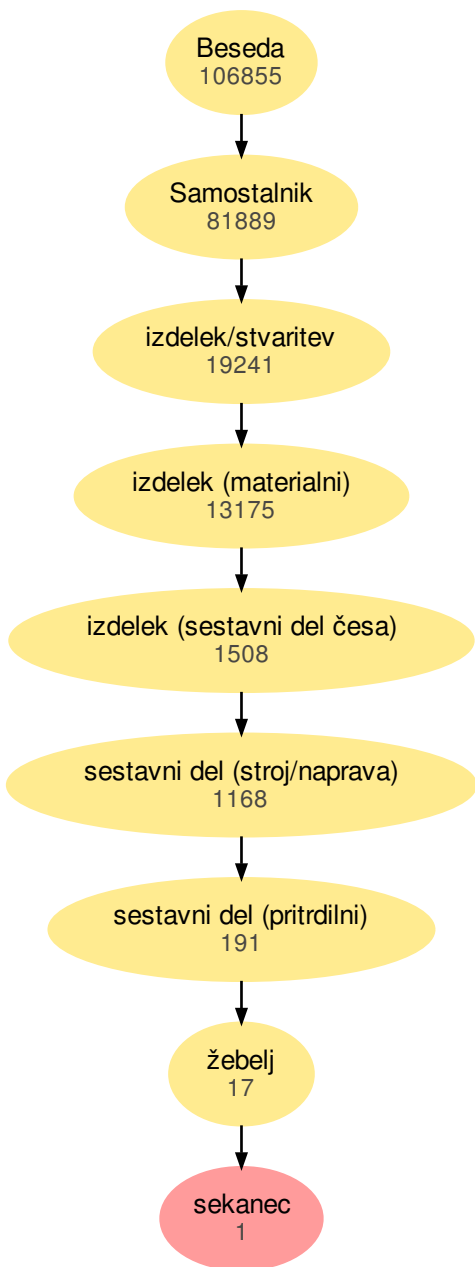 Beseda
106855
Samostalnik
81889
izdelek/stvaritev
19241
izdelek (materialni)
13175
izdelek (sestavni del česa)
1508
sestavni del (stroj/naprava)
1168
sestavni del (pritrdilni)
191
žebelj
17
sekanec
1